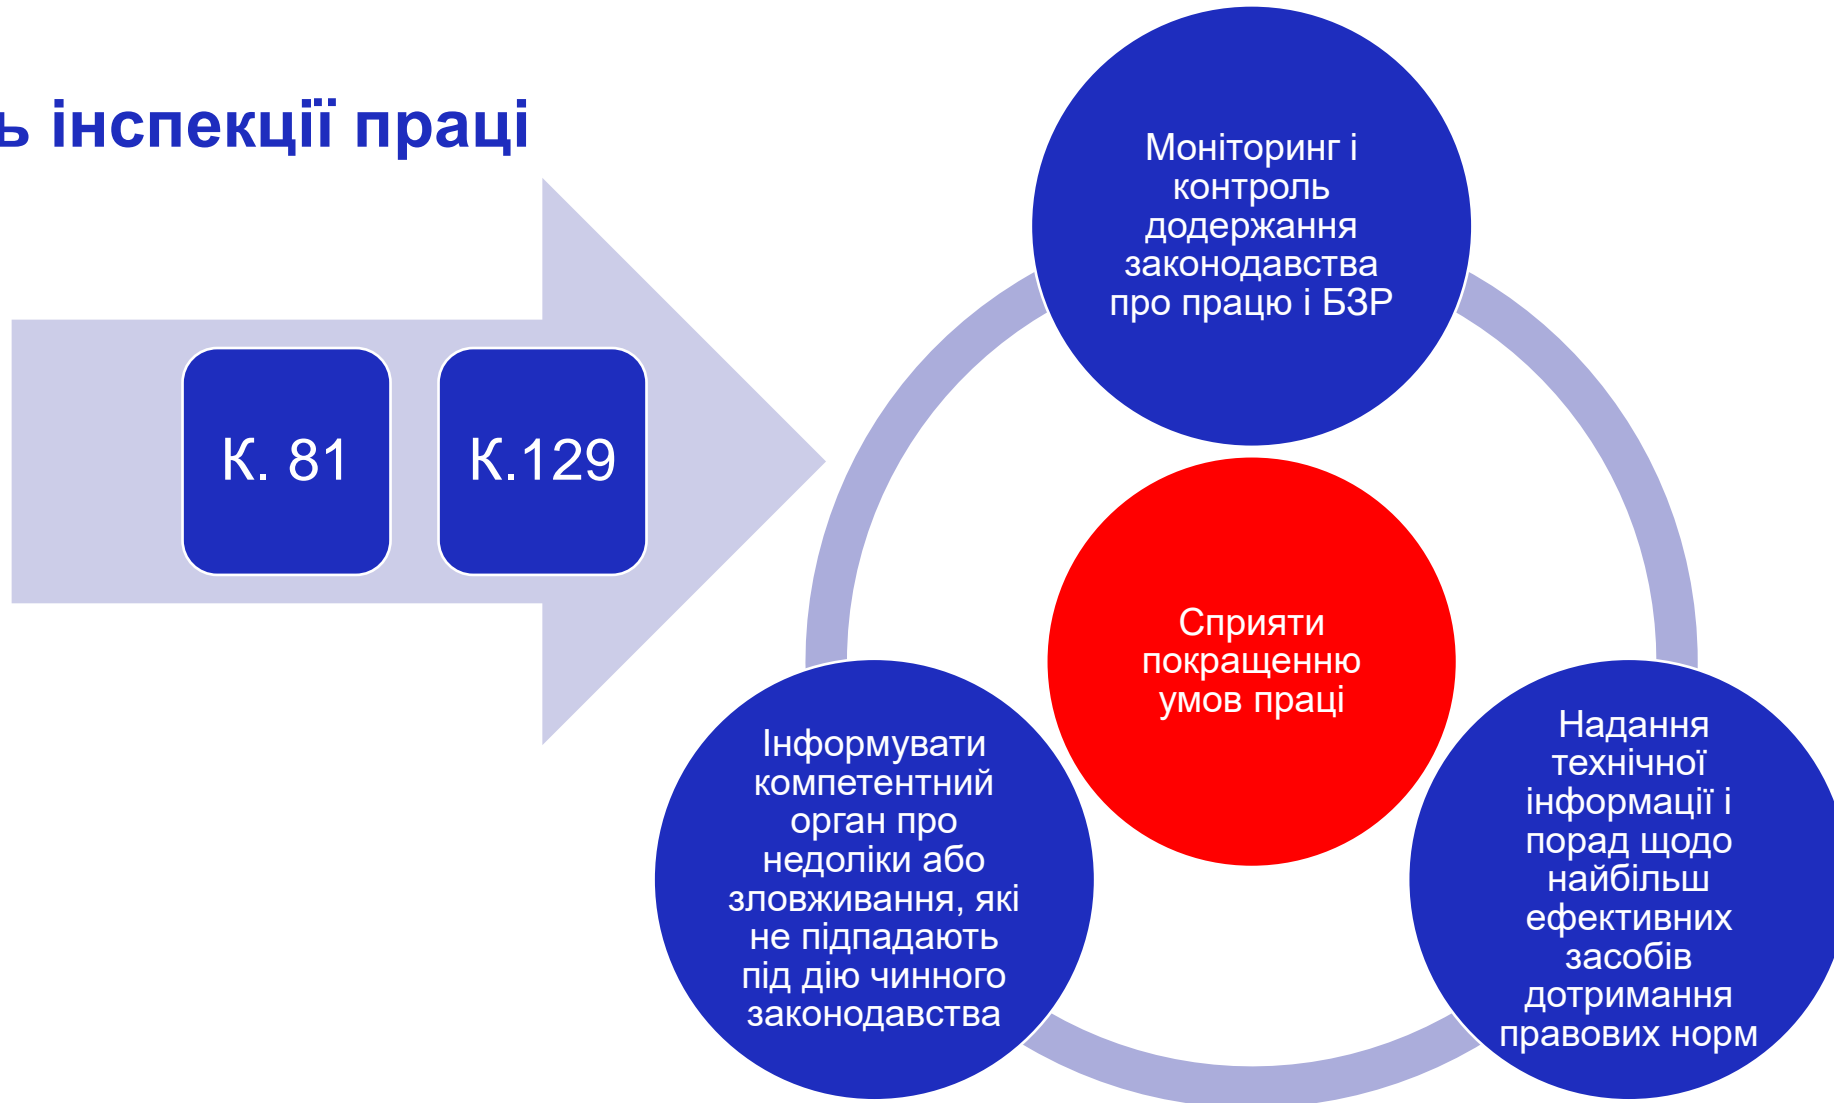 ь інспекції праці
К. 81
К.129
Моніторинг і
контроль
додержання
законодавства
про працю і БЗР
Сприяти
покращенню
умов праці
Інформувати
компетентний
орган про
недоліки або
зловживання, які
не підпадають
під дію чинного
законодавства
Надання
технічної
інформації і
порад щодо
найбільш
ефективних
засобів
дотримання
правових норм